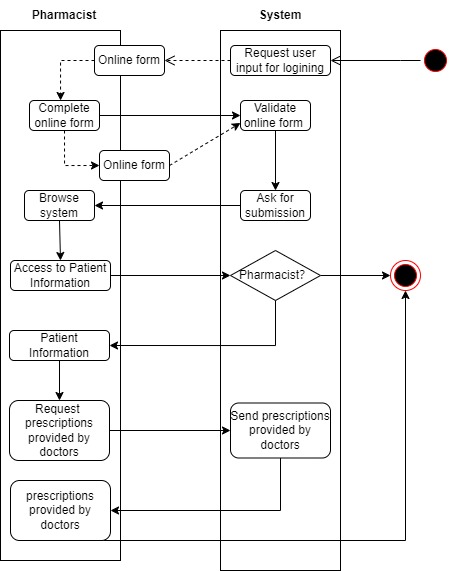 Pharmacist
System
Online form
Request user
input for logining
Complete
online form
Validate
online form
Online form
Browse
system
Ask for
submission
Access to Patient
Information
Pharmacist?
Patient
Information
Request
prescriptions
provided by
doctors
Send prescriptions
provided by
doctors
prescriptions
provided by
doctors